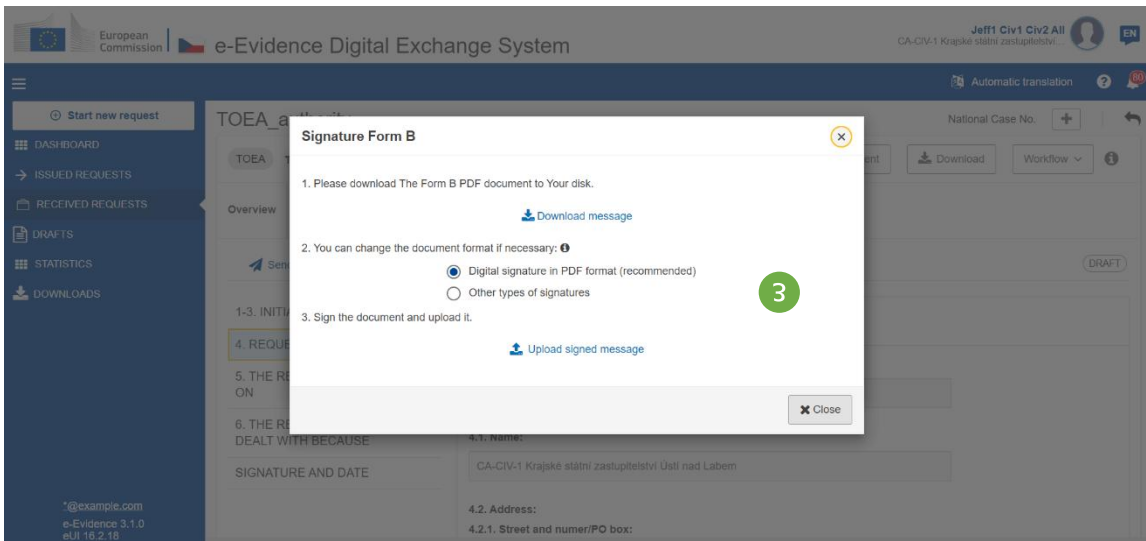 European
Commission
e-Evidence Digital Exchange System
Jeff1 Civ1 Civ2 All
CA-CIV-1 Krajské státní zastupitelství...
EN
Automatic translation
80
Start new request
DASHBOARD
ISSUED REQUESTS
RECEIVED REQUESTS
DRAFTS
STATISTICS
DOWNLOADS
*@example.com
e-Evidence 3.1.0
eUI 16.2.18
TOEA_a
National Case No.
TOEA
ent
Download
Workflow
Overview
Sen
DRAFT
Signature Form B
1. Please download The Form B PDF document to Your disk.
Download message
2. You can change the document format if necessary:
Digital signature in PDF format (recommended)
Other types of signatures
3
3. Sign the document and upload it.
Upload signed message
Close
1-3. INITI
4. REQUE
5. THE RE
ON
6. THE RE
DEALT WITH BECAUSE
SIGNATURE AND DATE
4.1. Name:
CA-CIV-1 Krajské státní zastupitelství Ústí nad Labem
4.2. Address:
4.2.1. Street and numer/PO box: